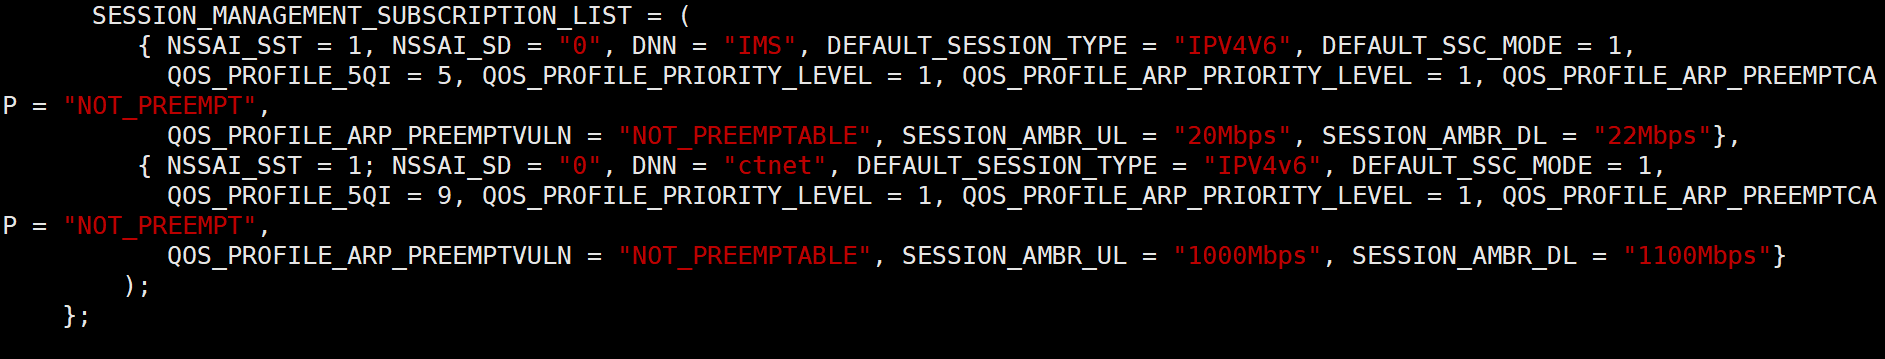 SESSION_MANAGEMENT_SUBSCRIPTION_LIST = (
{ NSSAI_SST = 1, NSSAI_SD = "0", DNN = "IMS", DEFAULT_SESSION_TYPE = "IPV4V6", DEFAULT_SSC_MODE = 1,
QOS_PROFILE_5QI = 5, QOS_PROFILE_PRIORITY_LEVEL = 1, QOS_PROFILE_ARP_PRIORITY_LEVEL = 1, QOS_PROFILE_ARP_PREEMPTCA
P = "NOT_PREEMPT",
QOS_PROFILE_ARP_PREEMPTVULN = "NOT_PREEMPTABLE", SESSION_AMBR_UL = "20Mbps", SESSION_AMBR_DL = "22Mbps"},
{ NSSAI_SST = 1; NSSAI_SD = "0", DNN = "ctnet", DEFAULT_SESSION_TYPE = "IPV4v6", DEFAULT_SSC_MODE = 1,
QOS_PROFILE_5QI = 9, QOS_PROFILE_PRIORITY_LEVEL = 1, QOS_PROFILE_ARP_PRIORITY_LEVEL = 1, QOS_PROFILE_ARP_PREEMPTCA
P = "NOT_PREEMPT",
QOS_PROFILE_ARP_PREEMPTVULN = "NOT_PREEMPTABLE", SESSION_AMBR_UL = "1000Mbps", SESSION_AMBR_DL = "1100Mbps"}
);
};